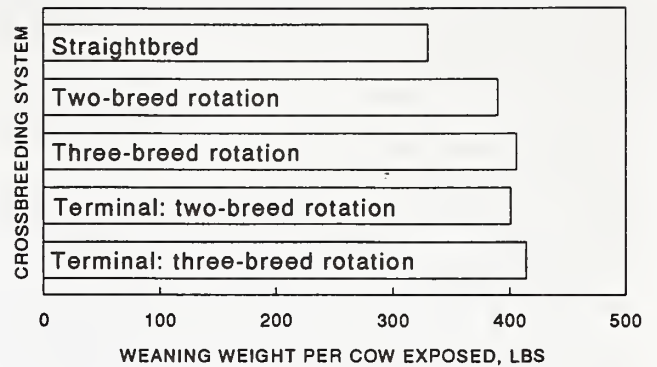 CROSSBREEDING SYSTEM
Straightbred
Two-breed rotation
Three-breed rotation
Terminal: two-breed rotation
Terminal: three-breed rotation
0 100 200 300 400 500
WEANING WEIGHT PER COW EXPOSED, LBS